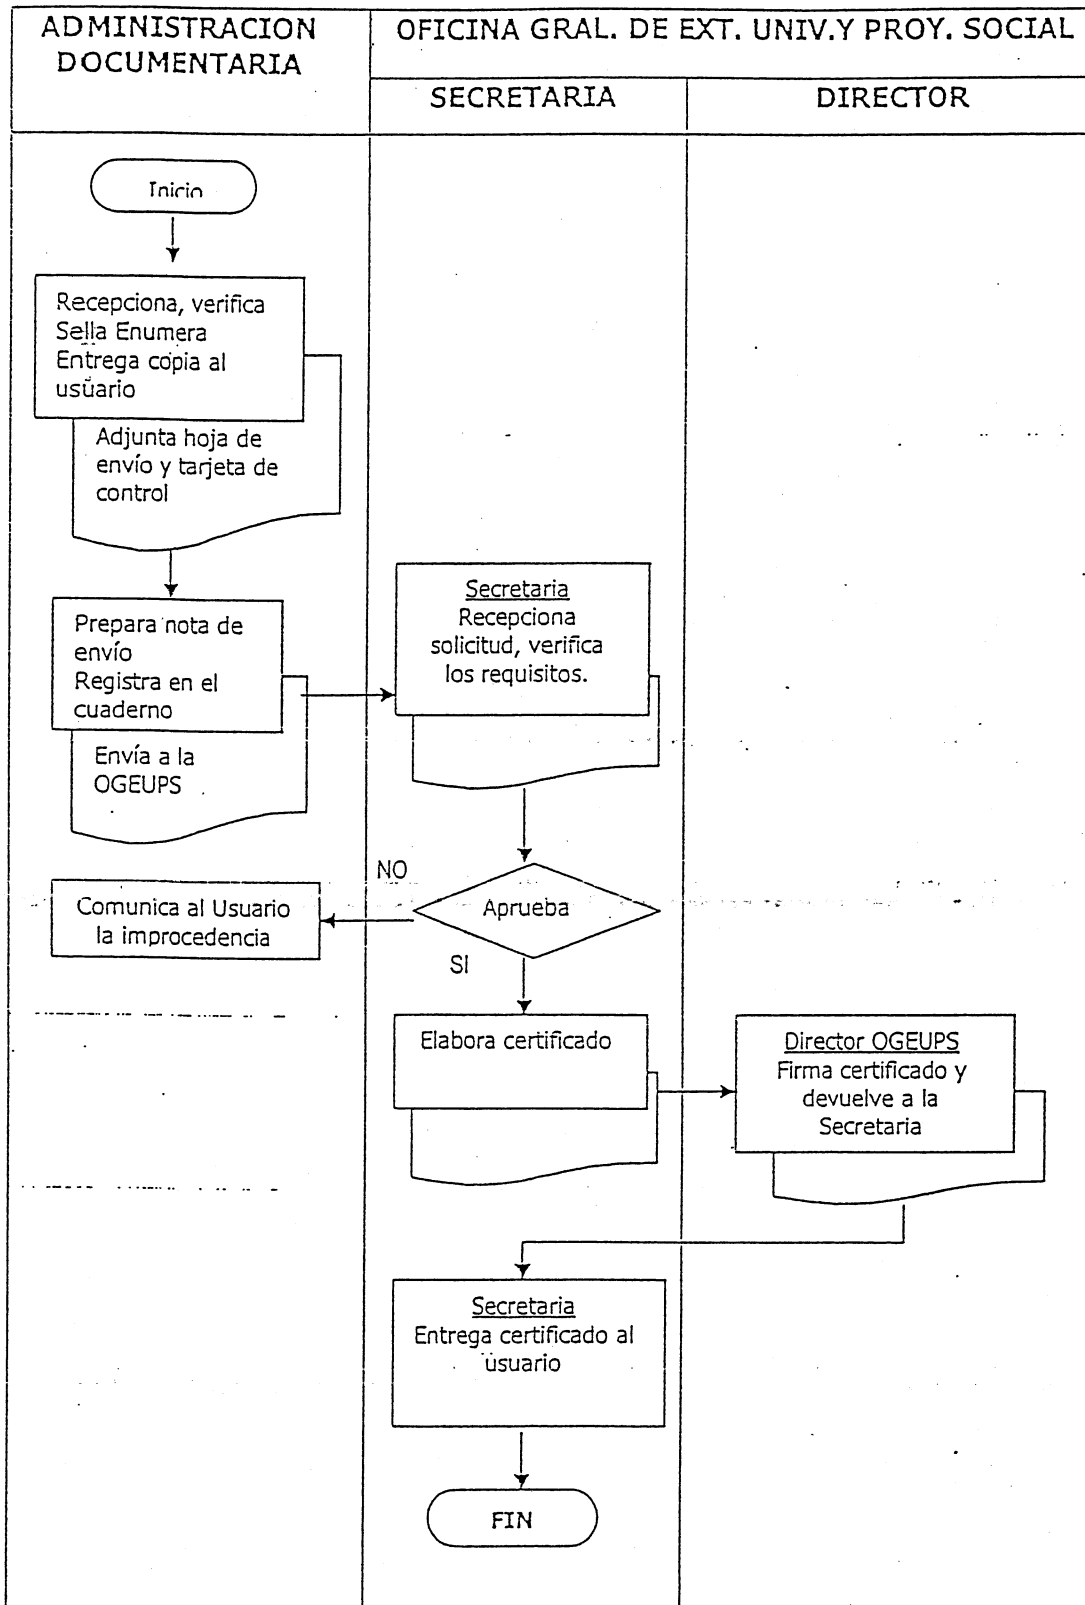 ADMINISTRACION
DOCUMENTARIA
OFICINA GRAL. DE EXT. UNIV.Y PROY. SOCIAL
SECRETARIA
DIRECTOR
Inicio
Recepciona, verifica
Sella Enumera
Entrega copia al
usuario
Adjunta hoja de
envío y tarjeta de
control
Prepara nota de
envío
Registra en el
cuaderno
Envía a la
OGEUPS
Secretaria
Recepciona
solicitud, verifica
los requisitos.
NO
Aprueba
Comunica al Usuario
la improcedencia
SI
Elabora certificado
Director OGEUPS
Firma certificado y
devuelve a la
Secretaria
Secretaria
Entrega certificado al
usuario
FIN